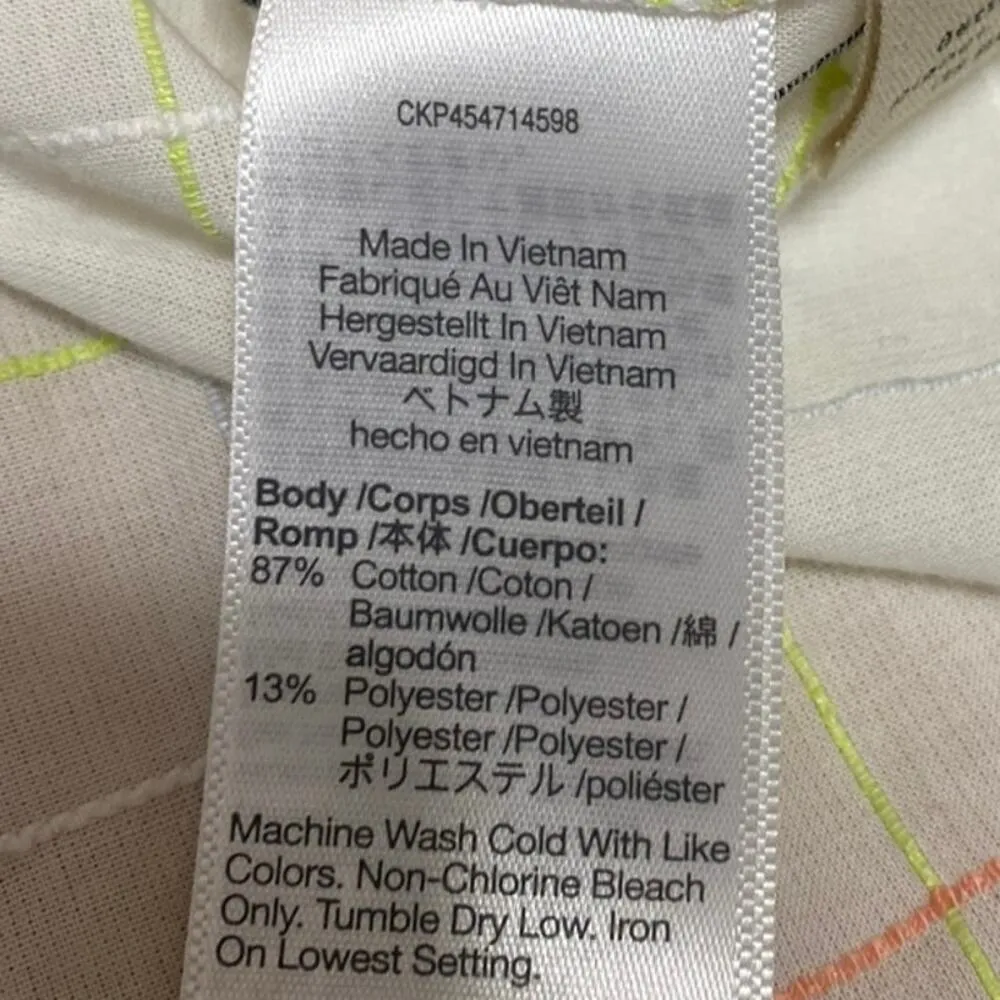 CKP454714598
Made In Vietnam
Fabriqué Au Viêt Nam
Hergestellt In Vietnam
Vervaardigd In Vietnam
ベトナム製
hecho en vietnam
Body /Corps /Oberteil /
Romp /本体 /Cuerpo:
87% Cotton /Coton /
Baumwolle /Katoen /綿 /
algodón
13% Polyester /Polyester /
Polyester /Polyester /
ポリエステル /poliéster
Machine Wash Cold With Like
Colors. Non-Chlorine Bleach
Only. Tumble Dry Low. Iron
On Lowest Setting.